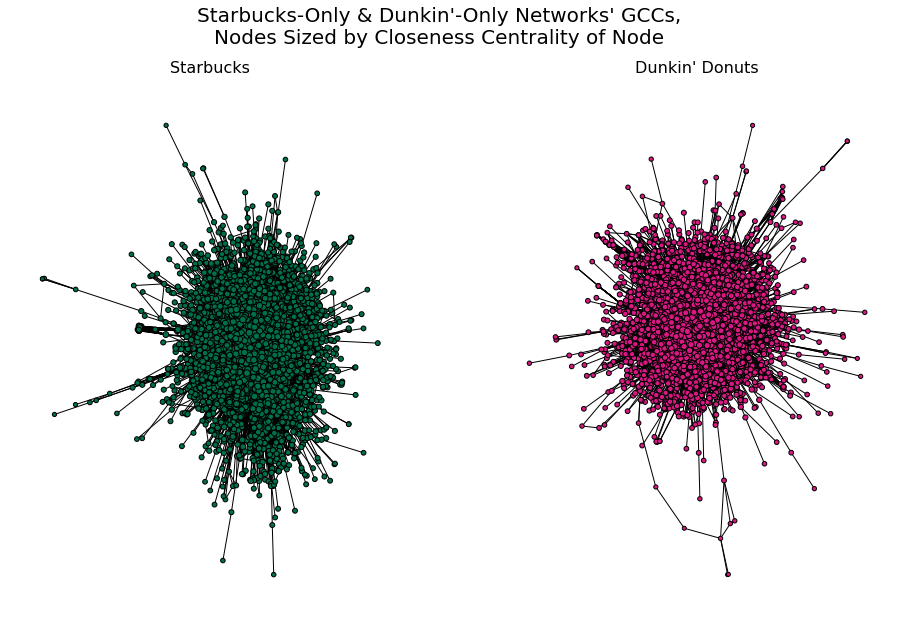 Starbucks-Only & Dunkin'-Only Networks' GCCs,
Nodes Sized by Closeness Centrality of Node
Starbucks
Dunkin' Donuts